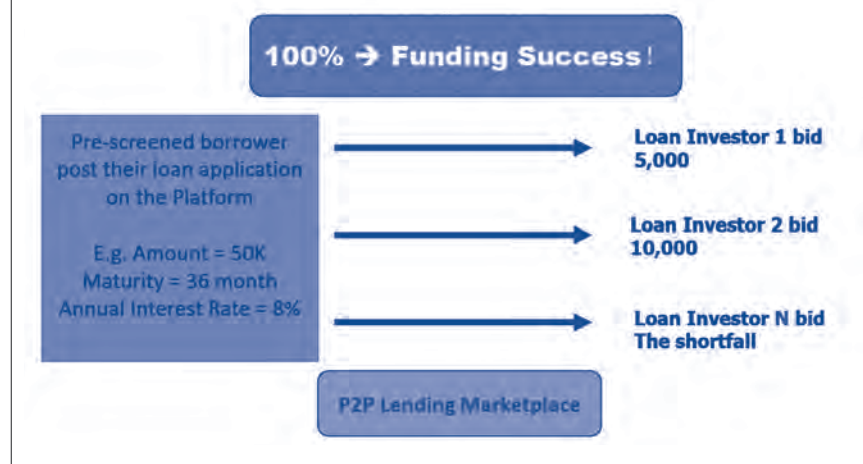 100% → Funding Success!
Pre-screened borrower
post their loan application
on the Platform
E.g. Amount = 50K
Maturity = 36 month
Annual Interest Rate = 8%
Loan Investor 1 bid
5,000
Loan Investor 2 bid
10,000
Loan Investor N bid
The shortfall
P2P Lending Marketplace